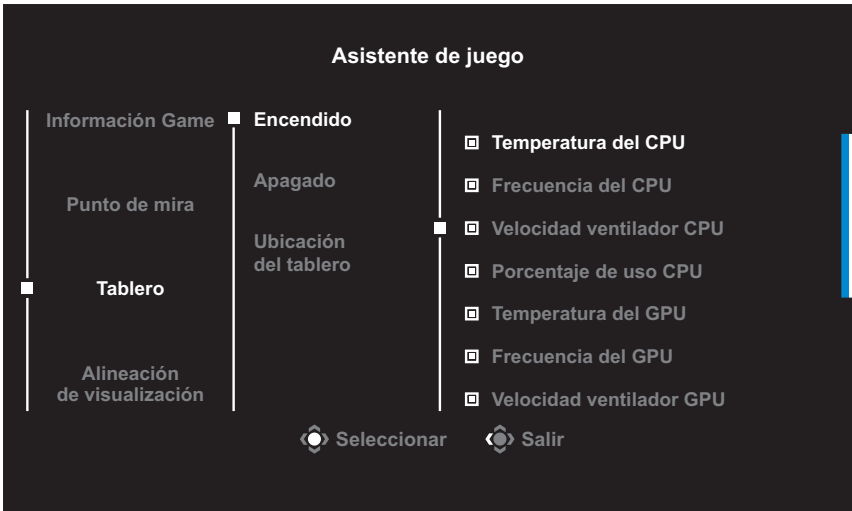 Asistente de juego
Información Game
Punto de mira
Tablero
Alineación
de visualización
Encendido
Apagado
Ubicación
del tablero
Temperatura del CPU
Frecuencia del CPU
Velocidad ventilador CPU
Porcentaje de uso CPU
Temperatura del GPU
Frecuencia del GPU
Velocidad ventilador GPU
Seleccionar
Salir